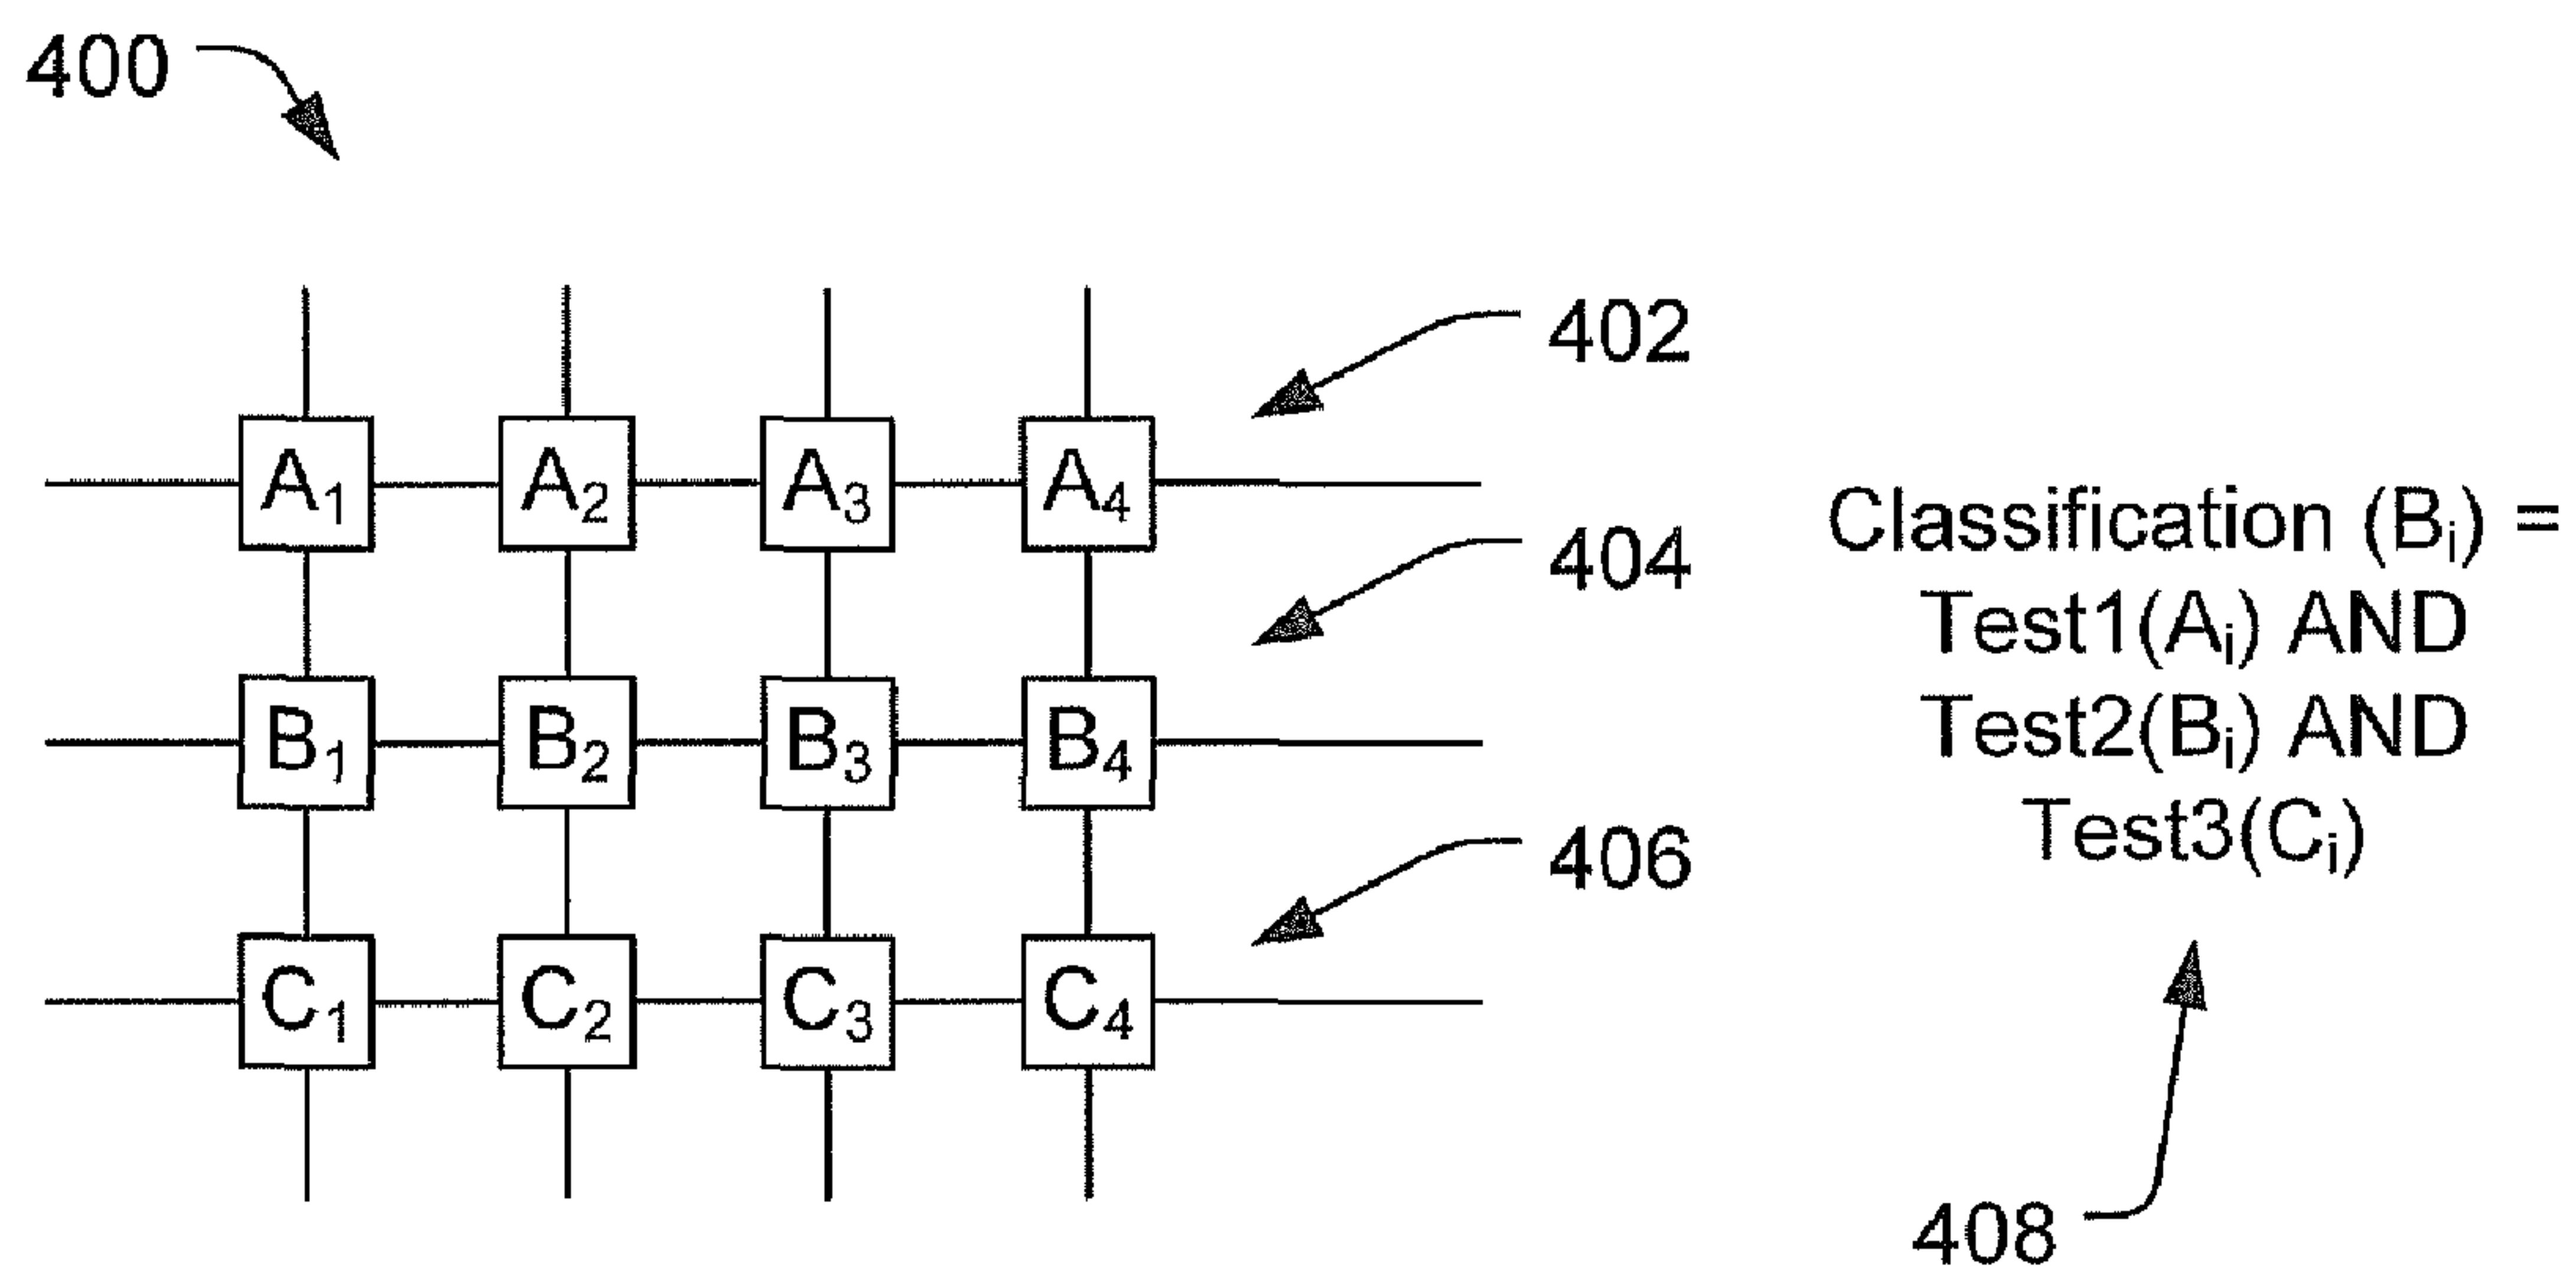 400
402
A₁ A₂ A₃ A₄
404
B₁ B₂ B₃ B₄
406
C₁ C₂ C₃ C₄
Classification (Bᵢ) =
Test1(Aᵢ) AND
Test2(Bᵢ) AND
Test3(Cᵢ)
408